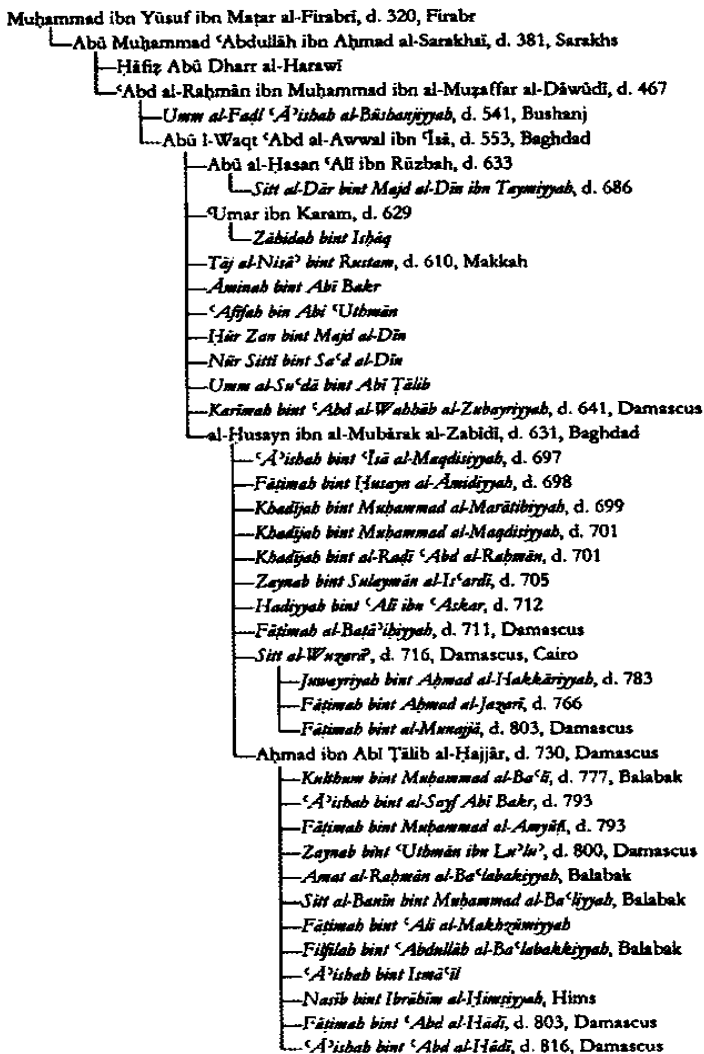 Muḥammad ibn Yūsuf ibn Maṭar al-Firabrī, d. 320, Firabr
Abū Muḥammad ʿAbdullāh ibn Aḥmad al-Sarakhsī, d. 381, Sarakhs
Ḥāfiẓ Abū Dharr al-Harawī
ʿAbd al-Raḥmān ibn Muḥammad ibn al-Muẓaffar al-Dāwūdī, d. 467
Umm al-Faḍl ʿĀʾishah al-Būshanjiyyah, d. 541, Bushanj
Abū l-Waqt ʿAbd al-Awwal ibn ʿĪsā, d. 553, Baghdad
Abū al-Ḥasan ʿAlī ibn Rūzbah, d. 633
Sitt al-Dār bint Majd al-Dīn ibn Taymiyyah, d. 686
ʿUmar ibn Karam, d. 629
Zāhidah bint Isḥāq
Tāj al-Nisāʾ bint Rustam, d. 610, Makkah
Āminah bint Abī Bakr
ʿAfīfah bin Abī ʿUthmān
Ḥūr Zan bint Majd al-Dīn
Nūr Sittī bint Saʿd al-Dīn
Umm al-Suʿdā bint Abī Ṭālib
Karīmah bint ʿAbd al-Wahhāb al-Zubayriyyah, d. 641, Damascus
al-Ḥusayn ibn al-Mubārak al-Zabīdī, d. 631, Baghdad
ʿĀʾishah bint ʿĪsā al-Maqdisiyyah, d. 697
Fāṭimah bint Ḥusayn al-Āmidiyyah, d. 698
Khadījah bint Muḥammad al-Marātibiyyah, d. 699
Khadījah bint Muḥammad al-Maqdisiyyah, d. 701
Khadījah bint al-Raḍī ʿAbd al-Raḥmān, d. 701
Zaynab bint Sulaymān al-Isʿardī, d. 705
Hadiyyah bint ʿAlī ibn ʿAskar, d. 712
Fāṭimah al-Baṭāʾiḥiyyah, d. 711, Damascus
Sitt al-Wuzarāʾ, d. 716, Damascus, Cairo
Juwayriyah bint Aḥmad al-Hakkāriyyah, d. 783
Fāṭimah bint Aḥmad al-Jazarī, d. 766
Fāṭimah bint al-Munajjā, d. 803, Damascus
Aḥmad ibn Abī Ṭālib al-Ḥajjār, d. 730, Damascus
Kulthum bint Muḥammad al-Baʿlī, d. 777, Balabak
ʿĀʾishah bint al-Sayf Abī Bakr, d. 793
Fāṭimah bint Muḥammad al-Amyūṭī, d. 793
Zaynab bint ʿUthmān ibn Luʾluʾ, d. 800, Damascus
Amat al-Raḥmān al-Baʿlabakiyyah, Balabak
Sitt al-Banīn bint Muḥammad al-Baʿliyyah, Balabak
Fāṭimah bint ʿAlī al-Makhzūmiyyah
Filfilah bint ʿAbdullāh al-Baʿlabakkiyyah, Balabak
ʿĀʾishah bint Ismāʿīl
Nasīb bint Ibrāhīm al-Ḥimṣiyyah, Hims
Fāṭimah bint ʿAbd al-Hādī, d. 803, Damascus
ʿĀʾishah bint ʿAbd al-Hādī, d. 816, Damascus